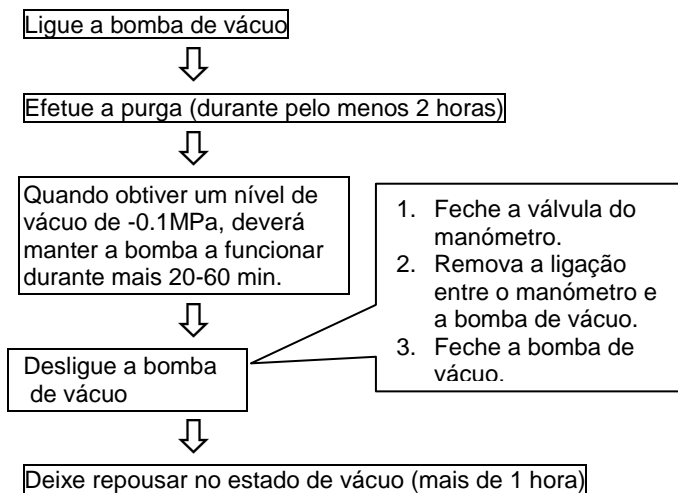 Ligue a bomba de vácuo
Efetue a purga (durante pelo menos 2 horas)
Quando obtiver um nível de
vácuo de -0.1MPa, deverá
manter a bomba a funcionar
durante mais 20-60 min.
Desligue a bomba
de vácuo
1. Feche a válvula do
manómetro.
2. Remova a ligação
entre o manómetro e
a bomba de vácuo.
3. Feche a bomba de
vácuo.
Deixe repousar no estado de vácuo (mais de 1 hora)